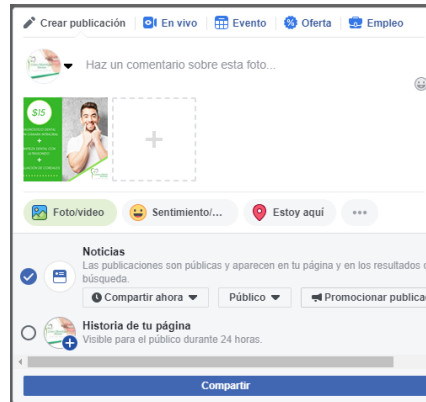 Crear publicación En vivo Evento Oferta Empleo
Haz un comentario sobre esta foto...
$15
+
+
Foto/video Sentimiento/... Estoy aquí
Noticias
Las publicaciones son públicas y aparecen en tu página y en los resultados
búsqueda.
Compartir ahora Público Promocionar publica
Historia de tu página
Visible para el público durante 24 horas.
Compartir